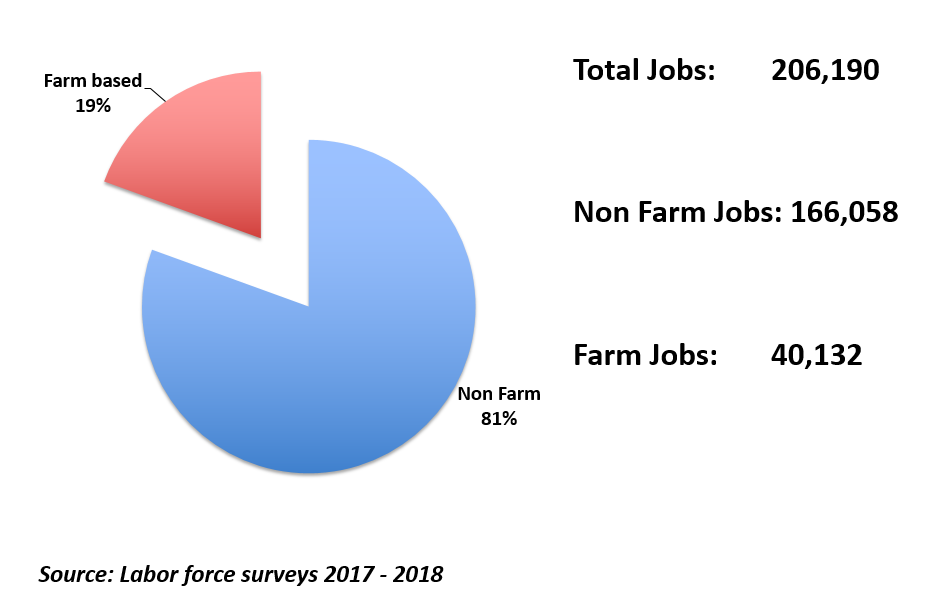 Farm based
19%
Total Jobs: 206,190
Non Farm Jobs: 166,058
Farm Jobs: 40,132
Non Farm
81%
Source: Labor force surveys 2017 - 2018